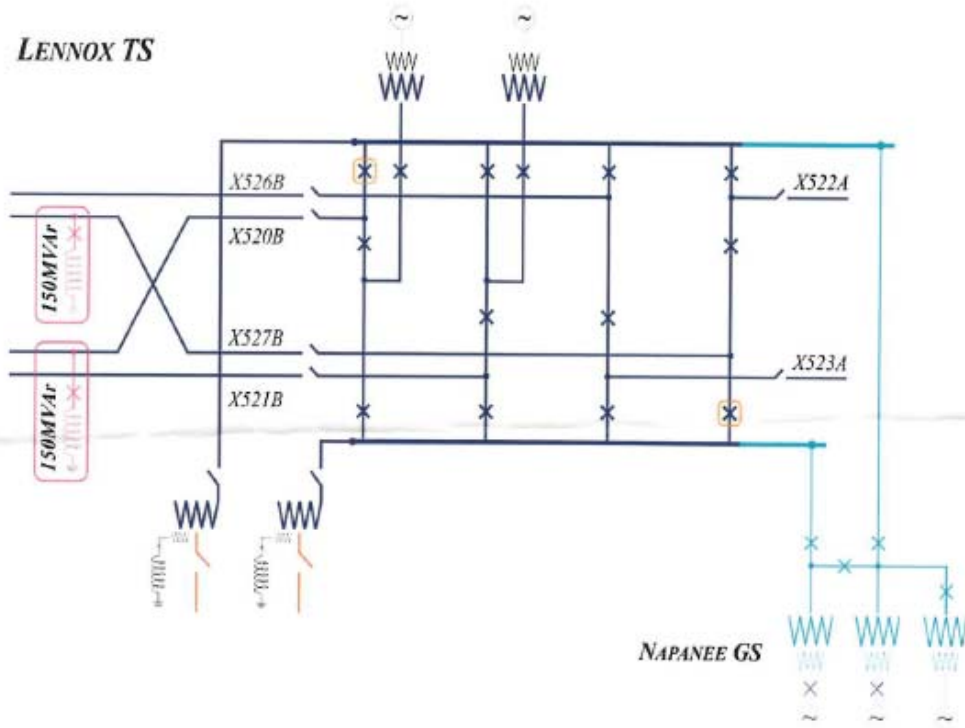 LENNOX TS
X526B
X522A
X520B
150MVAr
X527B
X523A
X521B
150MVAr
NAPANEE GS